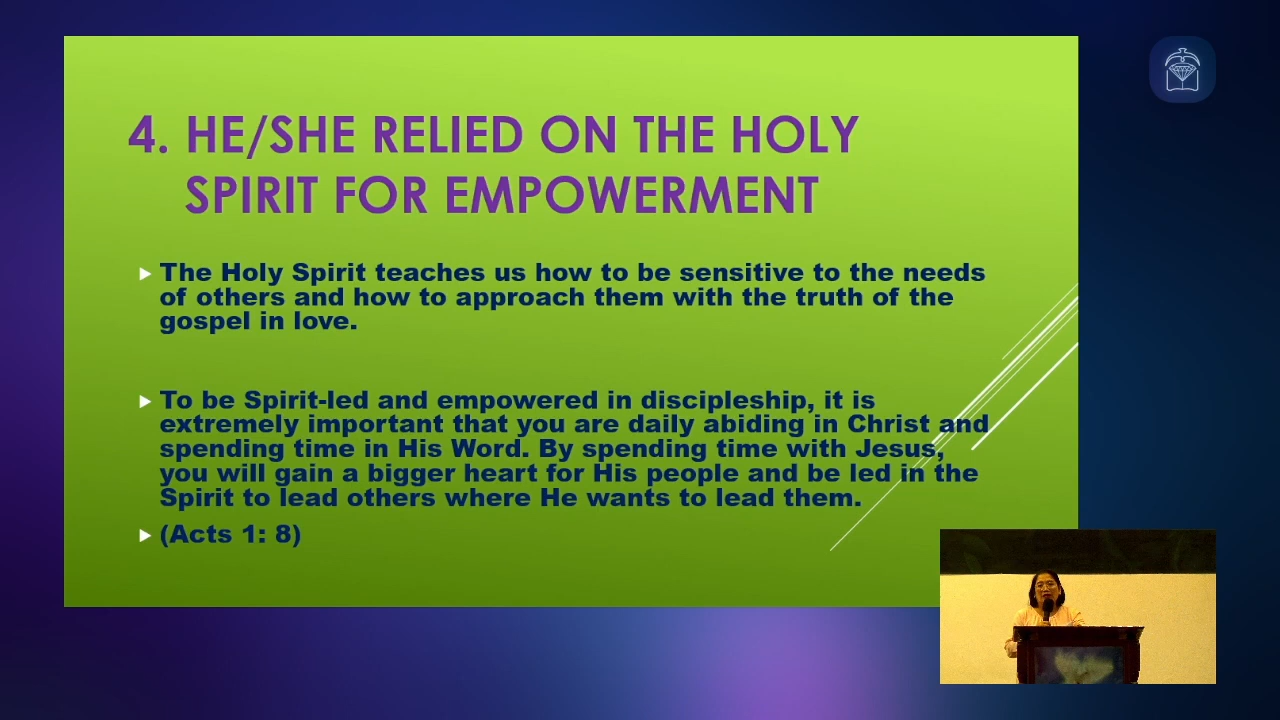 4. HE/SHE RELIED ON THE HOLY
SPIRIT FOR EMPOWERMENT
The Holy Spirit teaches us how to be sensitive to the needs
of others and how to approach them with the truth of the
gospel in love.
To be Spirit-led and empowered in discipleship, it is
extremely important that you are daily abiding in Christ and
spending time in His Word. By spending time with Jesus,
you will gain a bigger heart for His people and be led in the
Spirit to lead others where He wants to lead them.
(Acts 1: 8)